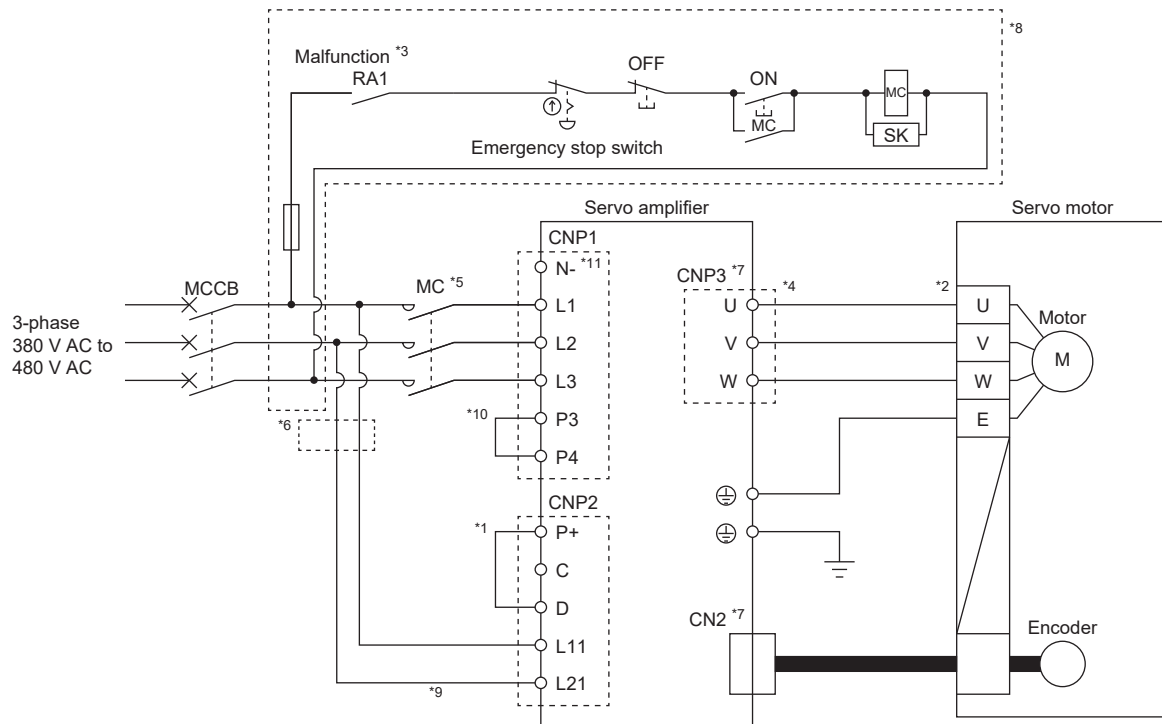 *8
Malfunction *3
RA1
OFF
ON
MC
MC
SK
Emergency stop switch
Servo amplifier
Servo motor
CNP1
N- *11
CNP3 *7
MCCB
MC *5
L1
U
*4
*2
U
Motor
3-phase
380 V AC to
480 V AC
L2
V
V
M
L3
W
W
*10
P3
E
*6
P4
CNP2
*1
P+
C
D
CN2 *7
Encoder
L11
*9
L21